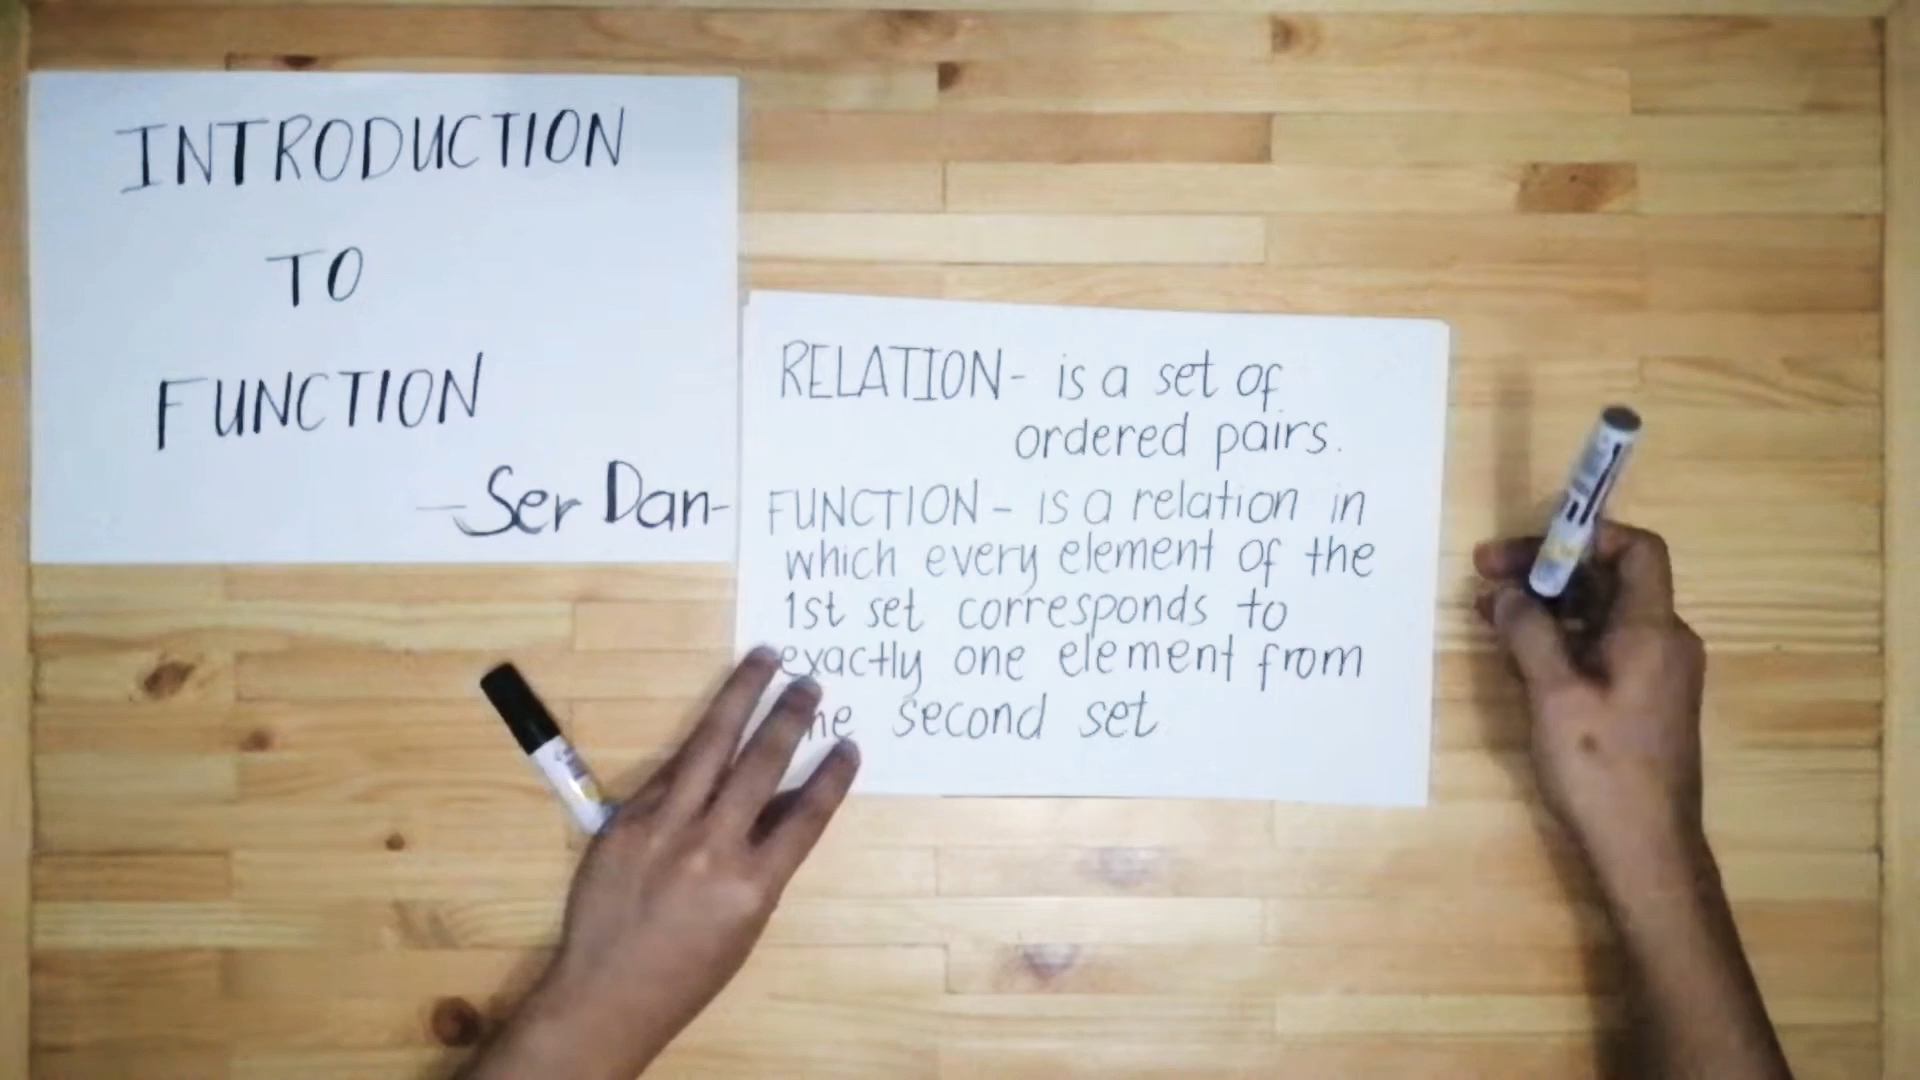 INTRODUCTION
TO
FUNCTION
-Ser Dan-
RELATION- is a set of
ordered pairs.
FUNCTION - is a relation in
which every element of the
1st set corresponds to
exactly one element from
second set